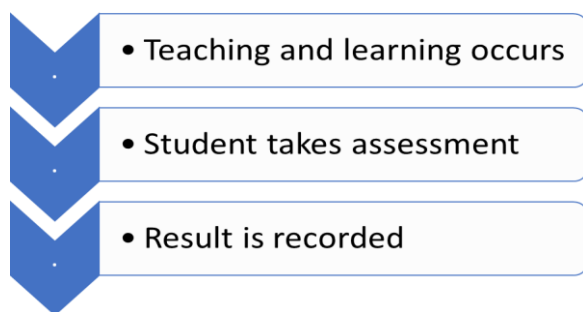 • Teaching and learning occurs
• Student takes assessment
• Result is recorded